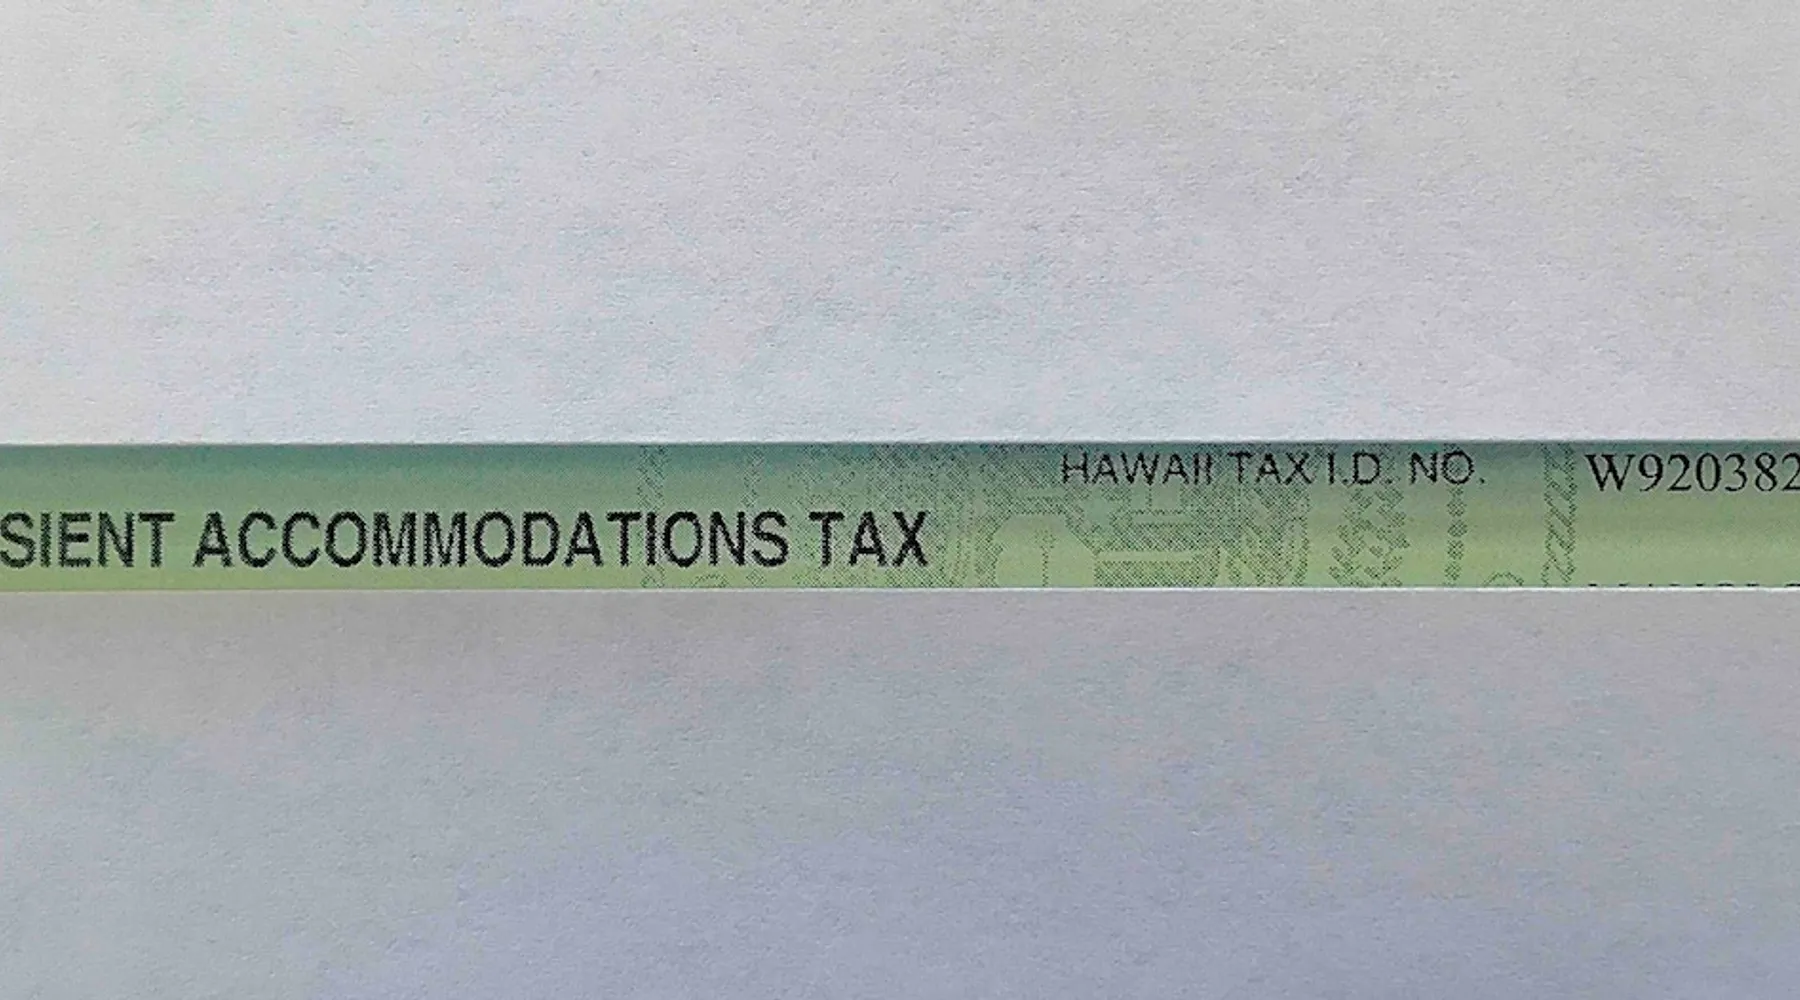 HAWAII TAX I.D. NO. W920382
SIENT ACCOMMODATIONS TAX